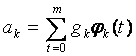 a_k = \sum_{t=0}^{m} g_k \varphi_k(t)